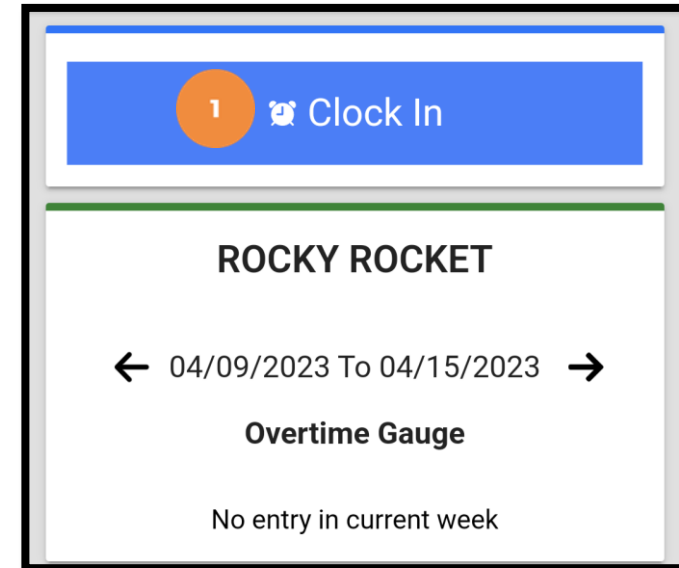 1 Clock In
ROCKY ROCKET
04/09/2023 To 04/15/2023
Overtime Gauge
No entry in current week